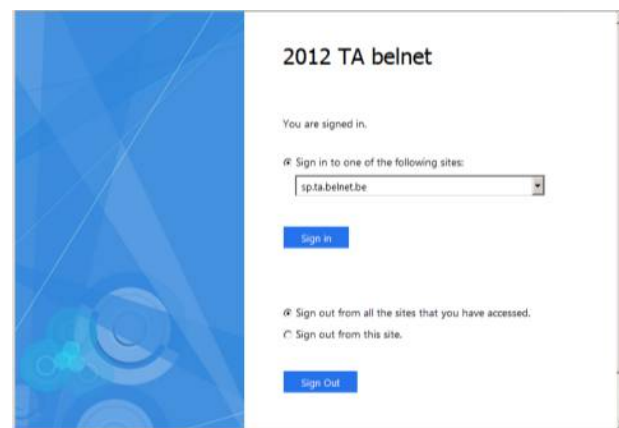 2012 TA belnet
You are signed in.
Sign in to one of the following sites:
sp.ta.belnet.be
Sign in
Sign out from all the sites that you have accessed.
Sign out from this site.
Sign Out